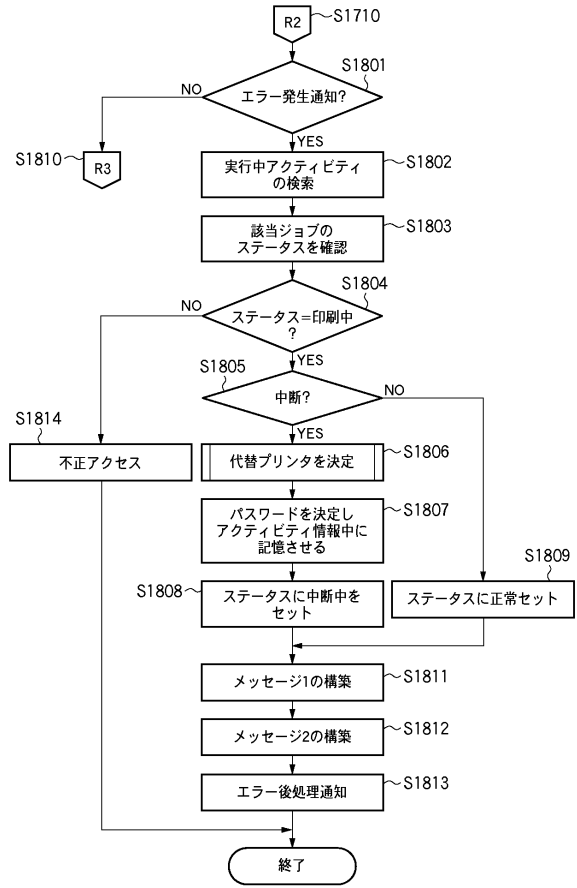 R2
S1710
S1801
エラー発生通知?
NO
YES
S1810
R3
実行中アクティビティ
の検索
S1802
該当ジョブの
ステータスを確認
S1803
S1804
NO
ステータス=印刷中
?
YES
S1805
中断?
NO
YES
S1814
不正アクセス
代替プリンタを決定
S1806
パスワードを決定し
アクティビティ情報中に
記憶させる
S1807
S1809
S1808
ステータスに中断中を
セット
ステータスに正常セット
メッセージ1の構築
S1811
メッセージ2の構築
S1812
エラー後処理通知
S1813
終了